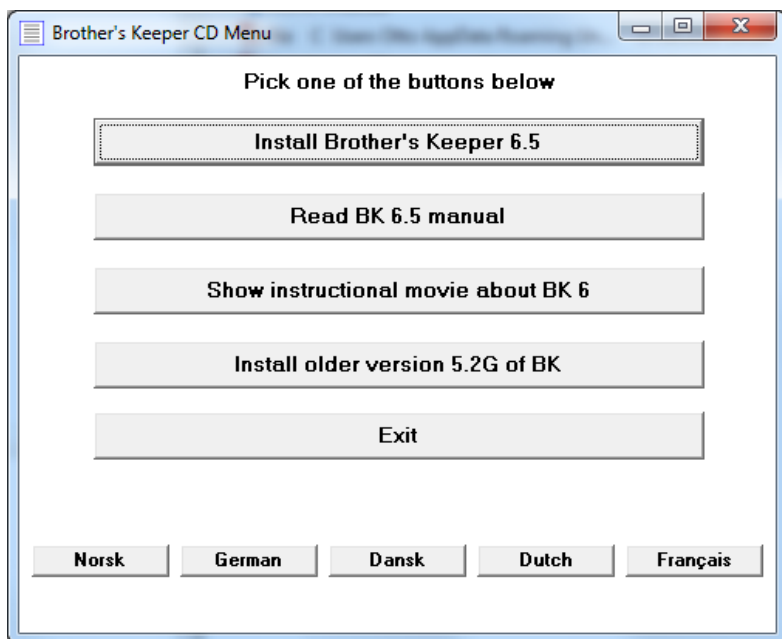 Brother's Keeper CD Menu
Pick one of the buttons below
Install Brother's Keeper 6.5
Read BK 6.5 manual
Show instructional movie about BK 6
Install older version 5.2G of BK
Exit
Norsk German Dansk Dutch Français